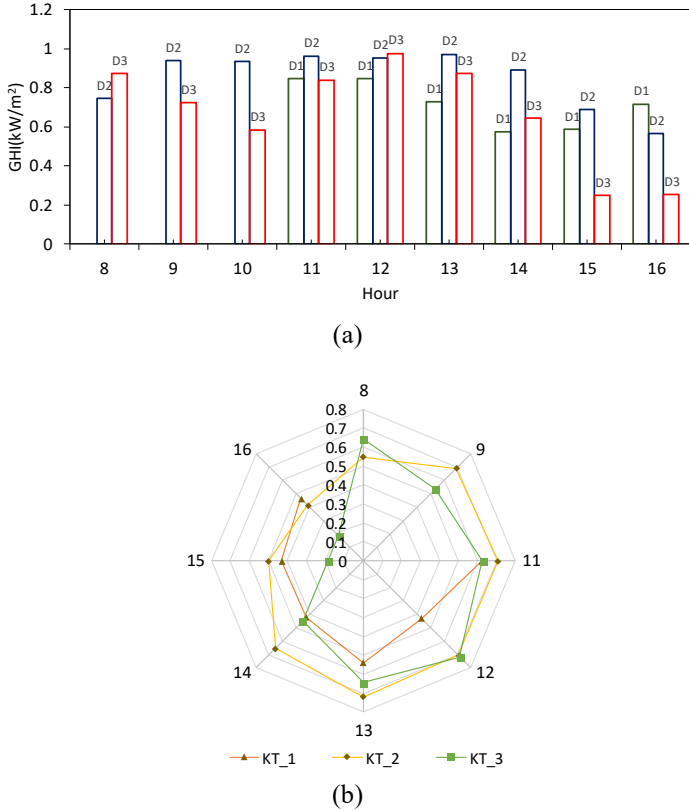 1.2
1
0.8
0.6
0.4
0.2
0
GHI(kW/m²)
D2 D3
D2 D3
D2 D3
D1 D2 D3
D1 D2 D3
D1 D2 D3
D1 D2 D3
D1 D2 D3
D1 D2 D3
8 9 10 11 12 13 14 15 16
Hour
(a)
8
9
11
12
13
14
15
16
0.8
0.7
0.6
0.5
0.4
0.3
0.2
0.1
0
KT_1 KT_2 KT_3
(b)